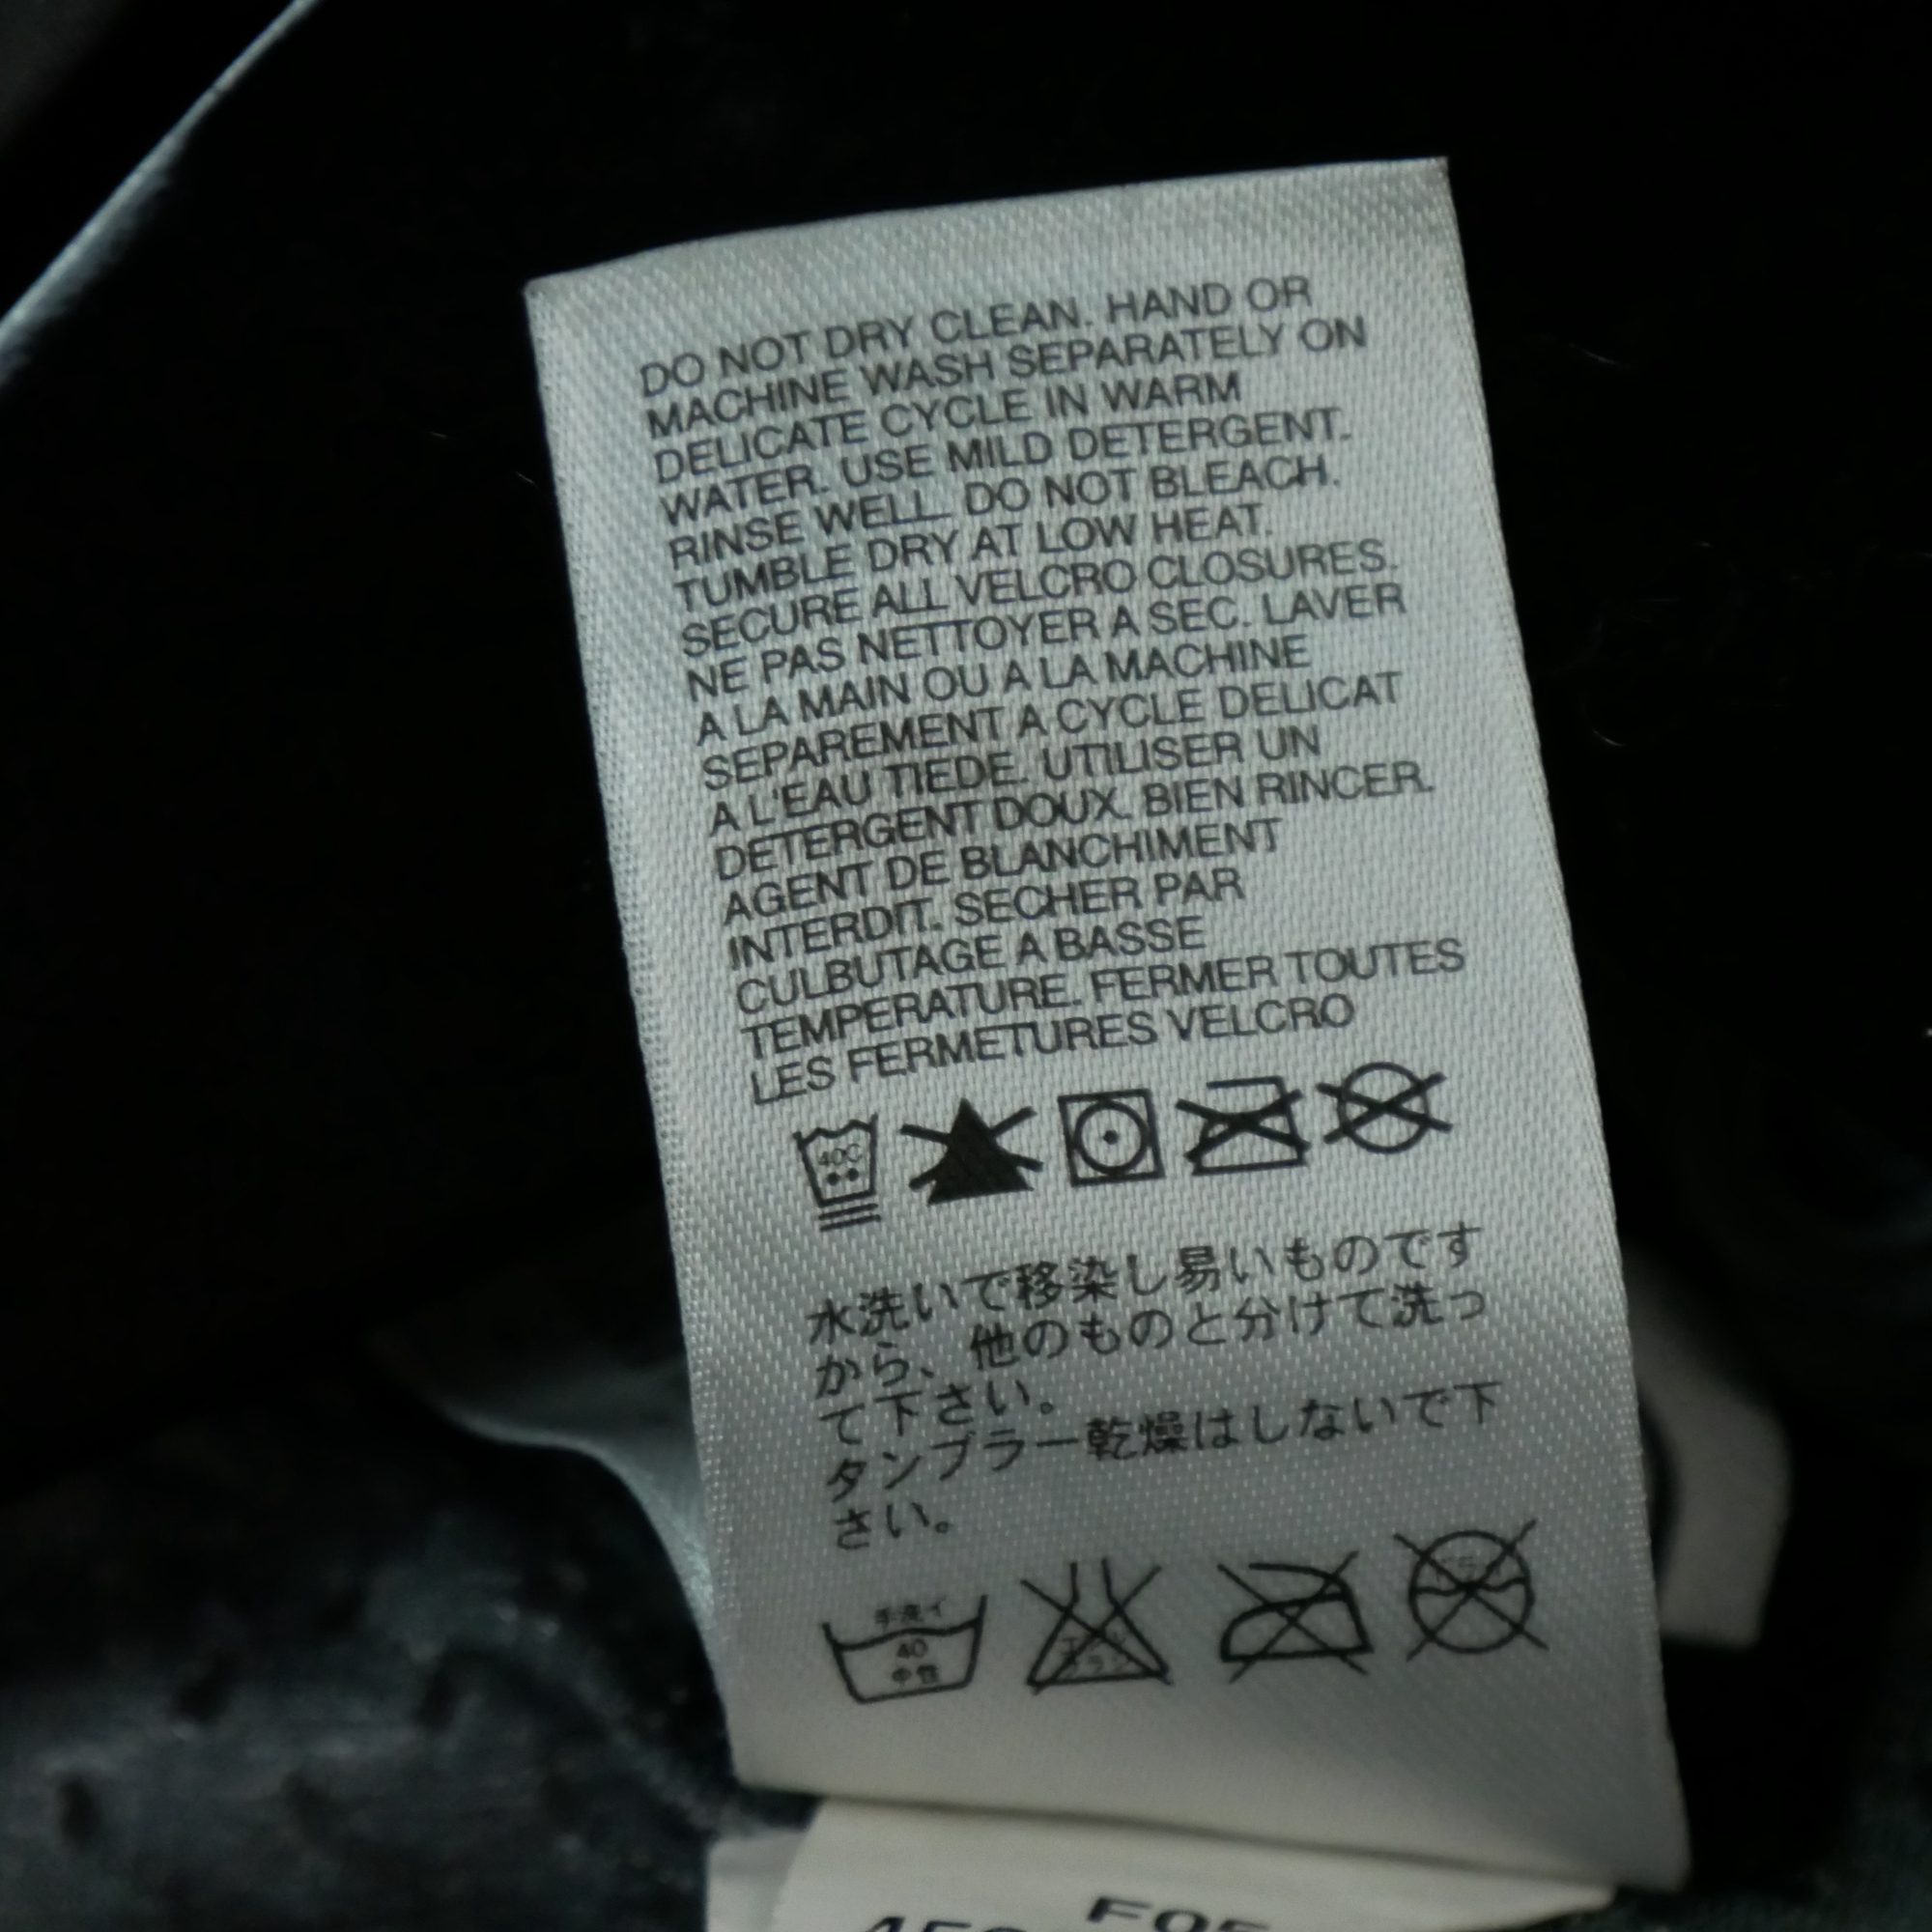 DO NOT DRY CLEAN. HAND OR
MACHINE WASH SEPARATELY ON
DELICATE CYCLE IN WARM
WATER. USE MILD DETERGENT.
RINSE WELL. DO NOT BLEACH.
TUMBLE DRY AT LOW HEAT.
SECURE ALL VELCRO CLOSURES.
NE PAS NETTOYER A SEC. LAVER
A LA MAIN OU A LA MACHINE
SEPAREMENT A CYCLE DELICAT
A L'EAU TIEDE. UTILISER UN
DETERGENT DOUX. BIEN RINCER.
AGENT DE BLANCHIMENT
INTERDIT. SECHER PAR
CULBUTAGE A BASSE
TEMPERATURE. FERMER TOUTES
LES FERMETURES VELCRO
40C
水洗いで移染し易いものです
から、他のものと分けて洗っ
て下さい。
タンブラー乾燥はしないで下
さい。
手洗イ
40
中性